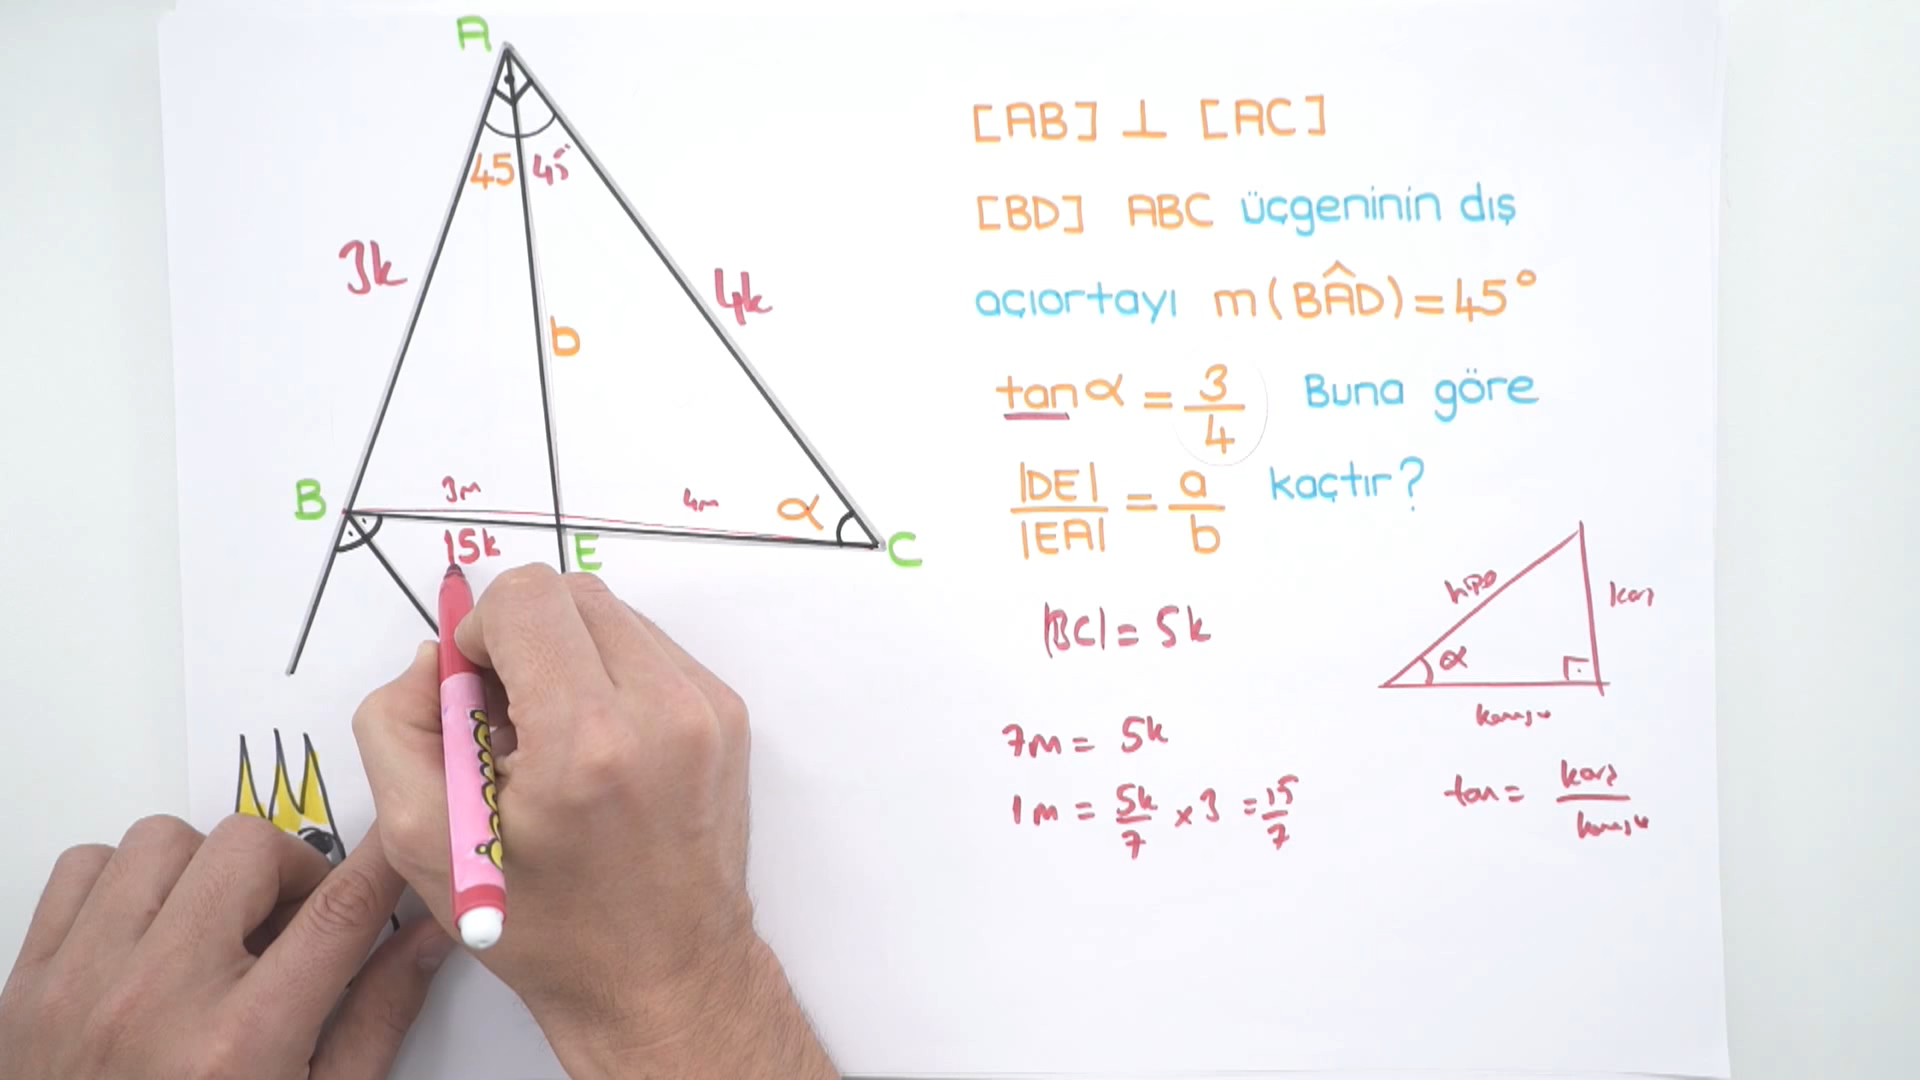 A
45 45°
3k
4k
b
B
3m
4m
α
15k
E
C
[AB] ⊥ [AC]
[BD] ABC üçgeninin dış
açıortayı m(BÂD) = 45°
tanα = 3/4 Buna göre
|DE|/|EA| = a/b kaçtır?
|BC| = 5k
7m = 5k
1m = 5k/7 x 3 = 15/7
hipo
karş
α
komşu
tan = karş/komşu